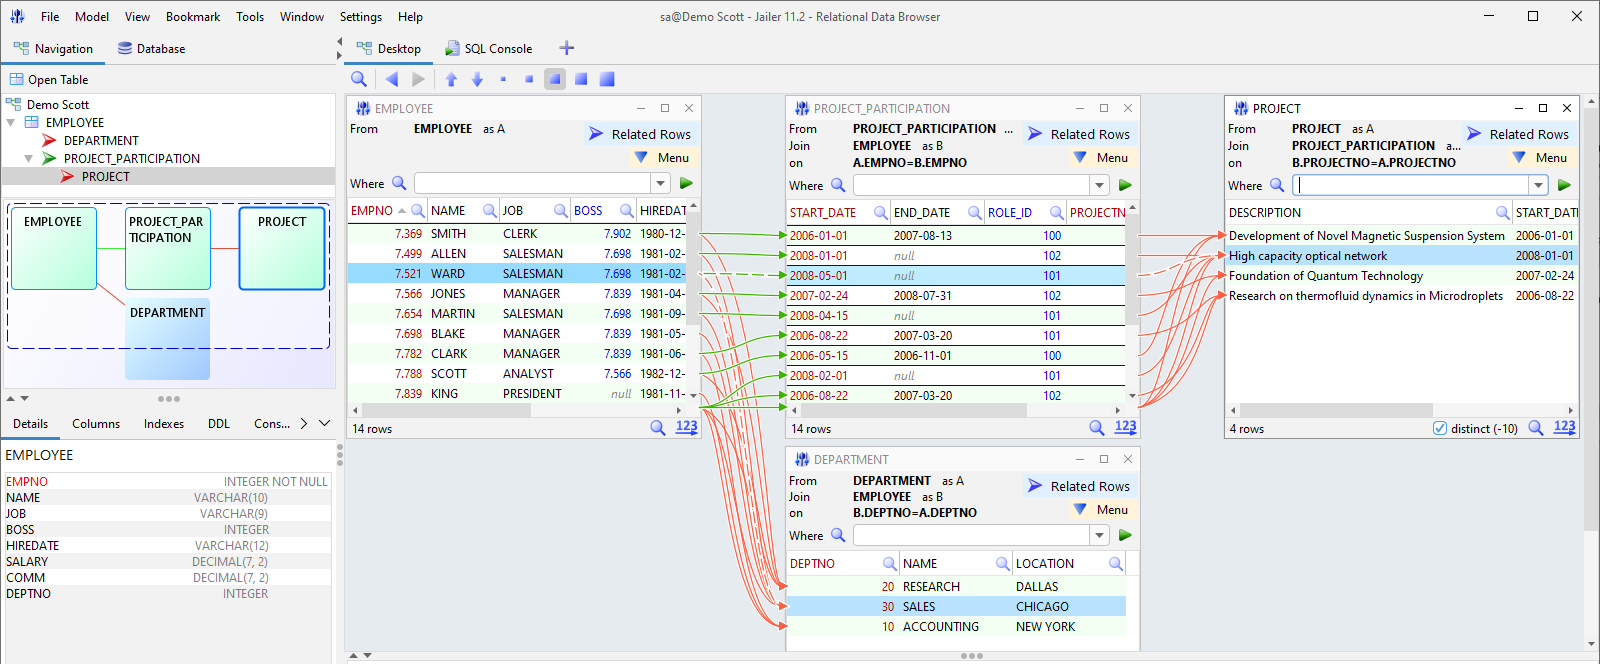 File Model View Bookmark Tools Window Settings Help
sa@Demo Scott - Jailer 11.2 - Relational Data Browser
Navigation Database
Desktop SQL Console
Open Table
Demo Scott
EMPLOYEE
DEPARTMENT
PROJECT_PARTICIPATION
PROJECT
EMPLOYEE
PROJECT_PAR
TICIPATION
PROJECT
DEPARTMENT
Details Columns Indexes DDL Cons...
EMPLOYEE
EMPNO INTEGER NOT NULL
NAME VARCHAR(10)
JOB VARCHAR(9)
BOSS INTEGER
HIREDATE VARCHAR(12)
SALARY DECIMAL(7, 2)
COMM DECIMAL(7, 2)
DEPTNO INTEGER
EMPLOYEE
From EMPLOYEE as A
Related Rows
Menu
Where
EMPNO NAME JOB BOSS HIREDAT
7.369 SMITH CLERK 7.902 1980-12-
7.499 ALLEN SALESMAN 7.698 1981-02-
7.521 WARD SALESMAN 7.698 1981-02-
7.566 JONES MANAGER 7.839 1981-04-
7.654 MARTIN SALESMAN 7.698 1981-09-
7.698 BLAKE MANAGER 7.839 1981-05-
7.782 CLARK MANAGER 7.839 1981-06-
7.788 SCOTT ANALYST 7.566 1982-12-
7.839 KING PRESIDENT null 1981-11-
14 rows
123
PROJECT_PARTICIPATION
From PROJECT_PARTICIPATION ...
Join EMPLOYEE as B
on A.EMPNO=B.EMPNO
Related Rows
Menu
Where
START_DATE END_DATE ROLE_ID PROJECTN
2006-01-01 2007-08-13 100
2008-01-01 null 102
2008-05-01 null 101
2007-02-24 2008-07-31 102
2008-04-15 null 101
2006-08-22 2007-03-20 101
2006-05-15 2006-11-01 100
2008-02-01 null 101
2006-08-22 2007-03-20 102
14 rows
123
PROJECT
From PROJECT as A
Join PROJECT_PARTICIPATION a...
on B.PROJECTNO=A.PROJECTNO
Related Rows
Menu
Where
DESCRIPTION START_DATE
Development of Novel Magnetic Suspension System 2006-01-01
High capacity optical network 2008-01-01
Foundation of Quantum Technology 2007-02-24
Research on thermofluid dynamics in Microdroplets 2006-08-22
4 rows
distinct (-10)
123
DEPARTMENT
From DEPARTMENT as A
Join EMPLOYEE as B
on B.DEPTNO=A.DEPTNO
Related Rows
Menu
Where
DEPTNO NAME LOCATION
20 RESEARCH DALLAS
30 SALES CHICAGO
10 ACCOUNTING NEW YORK